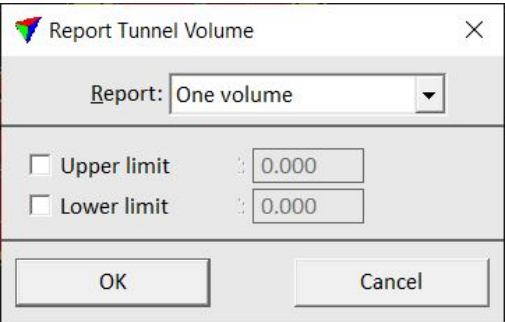 Report Tunnel Volume
Report: One volume
Upper limit : 0.000
Lower limit : 0.000
OK Cancel